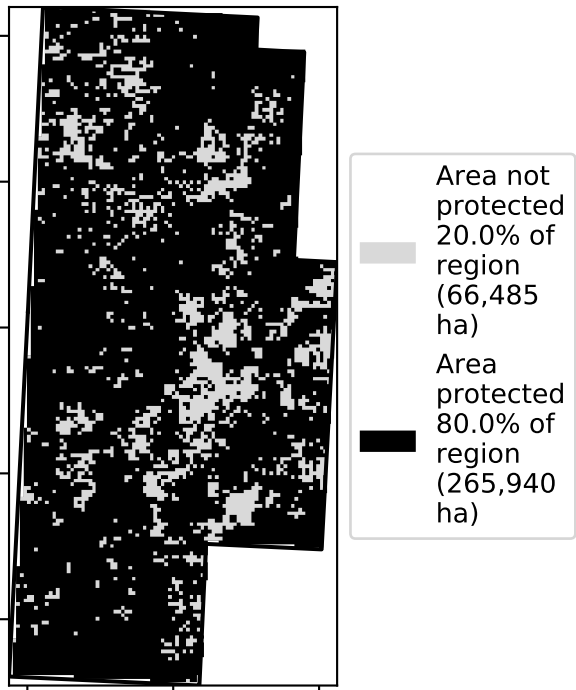 Area not
protected
20.0% of
region
(66,485
ha)
Area
protected
80.0% of
region
(265,940
ha)